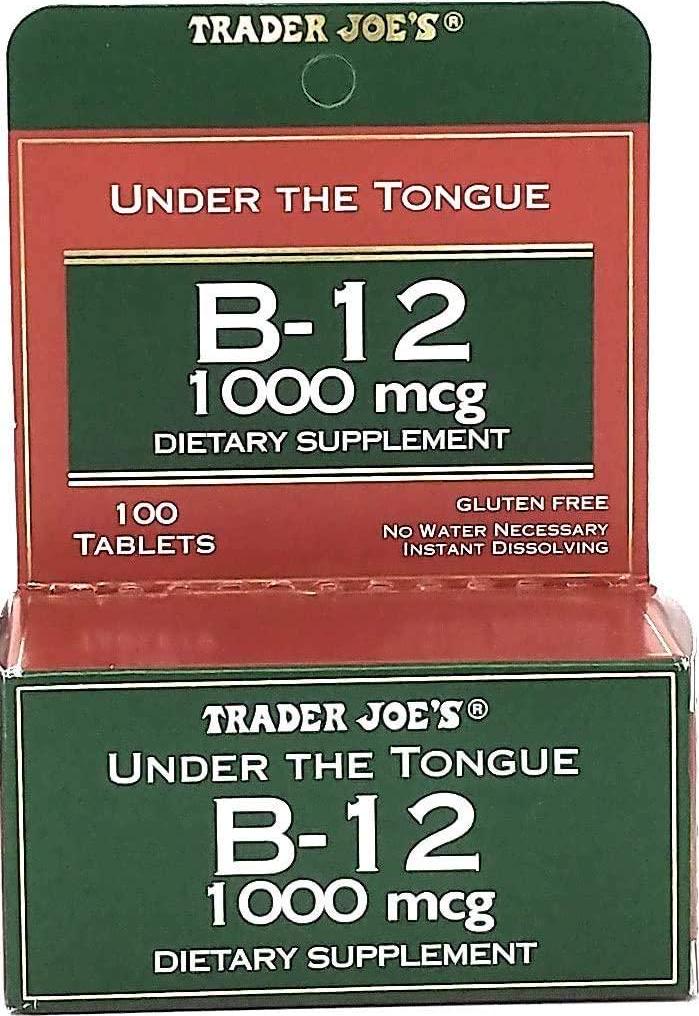 TRADER JOE'S®
UNDER THE TONGUE
B-12
1000 mcg
DIETARY SUPPLEMENT
100
TABLETS
GLUTEN FREE
NO WATER NECESSARY
INSTANT DISSOLVING
TRADER JOE'S®
UNDER THE TONGUE
B-12
1000 mcg
DIETARY SUPPLEMENT